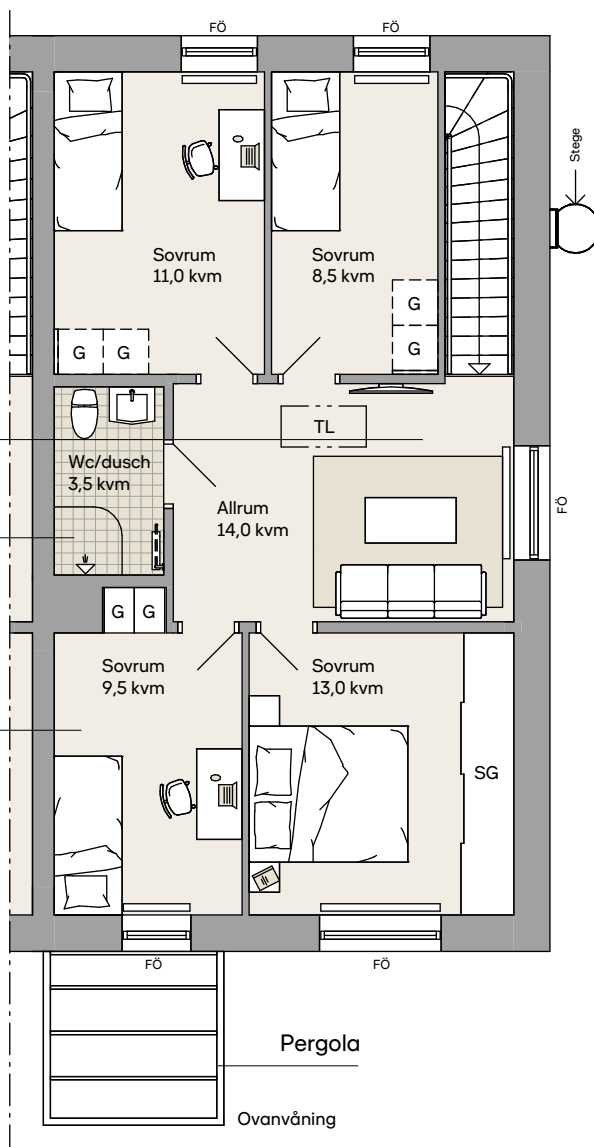 FÖ
FÖ
Stege
Sovrum
11,0 kvm
Sovrum
8,5 kvm
G
G
G
G
TL
Wc/dusch
3,5 kvm
Allrum
14,0 kvm
FÖ
G
G
Sovrum
9,5 kvm
Sovrum
13,0 kvm
SG
FÖ
FÖ
Pergola
Ovanvåning